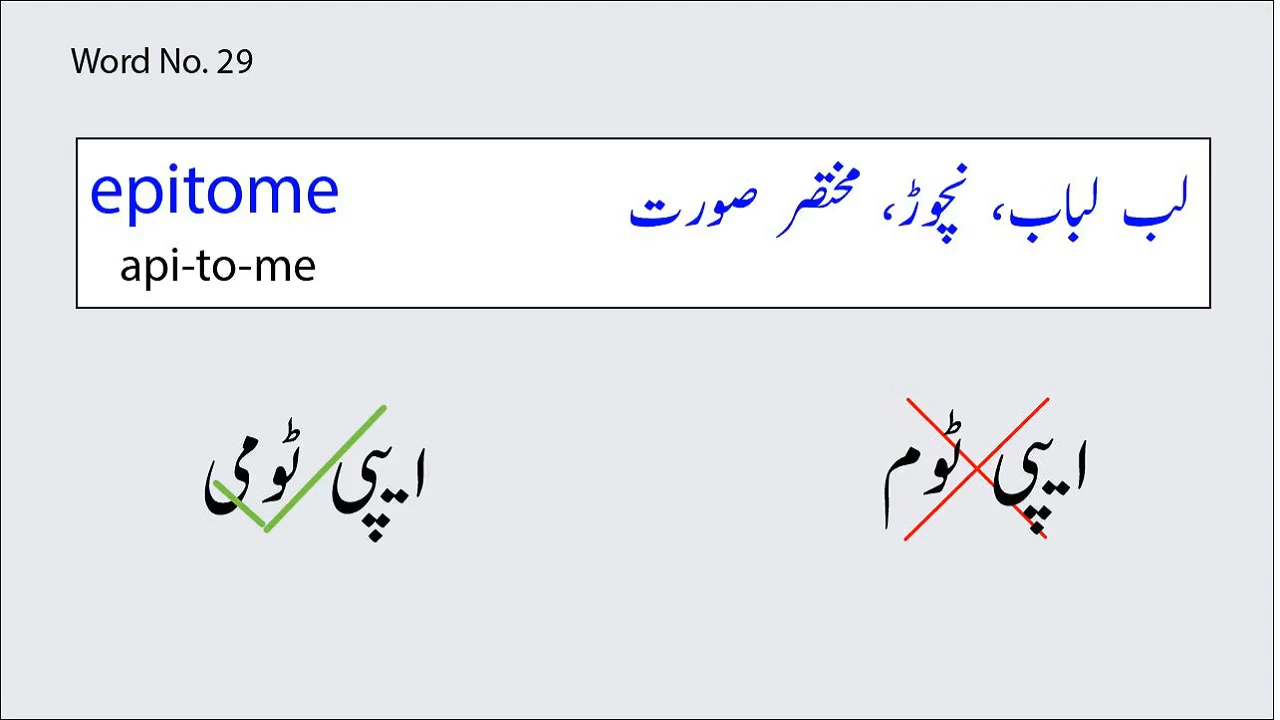 Word No. 29
epitome
لب لباب، نچوڑ، مختصر صورت
api-to-me
ایپی ٹومی
ایپی ٹوم